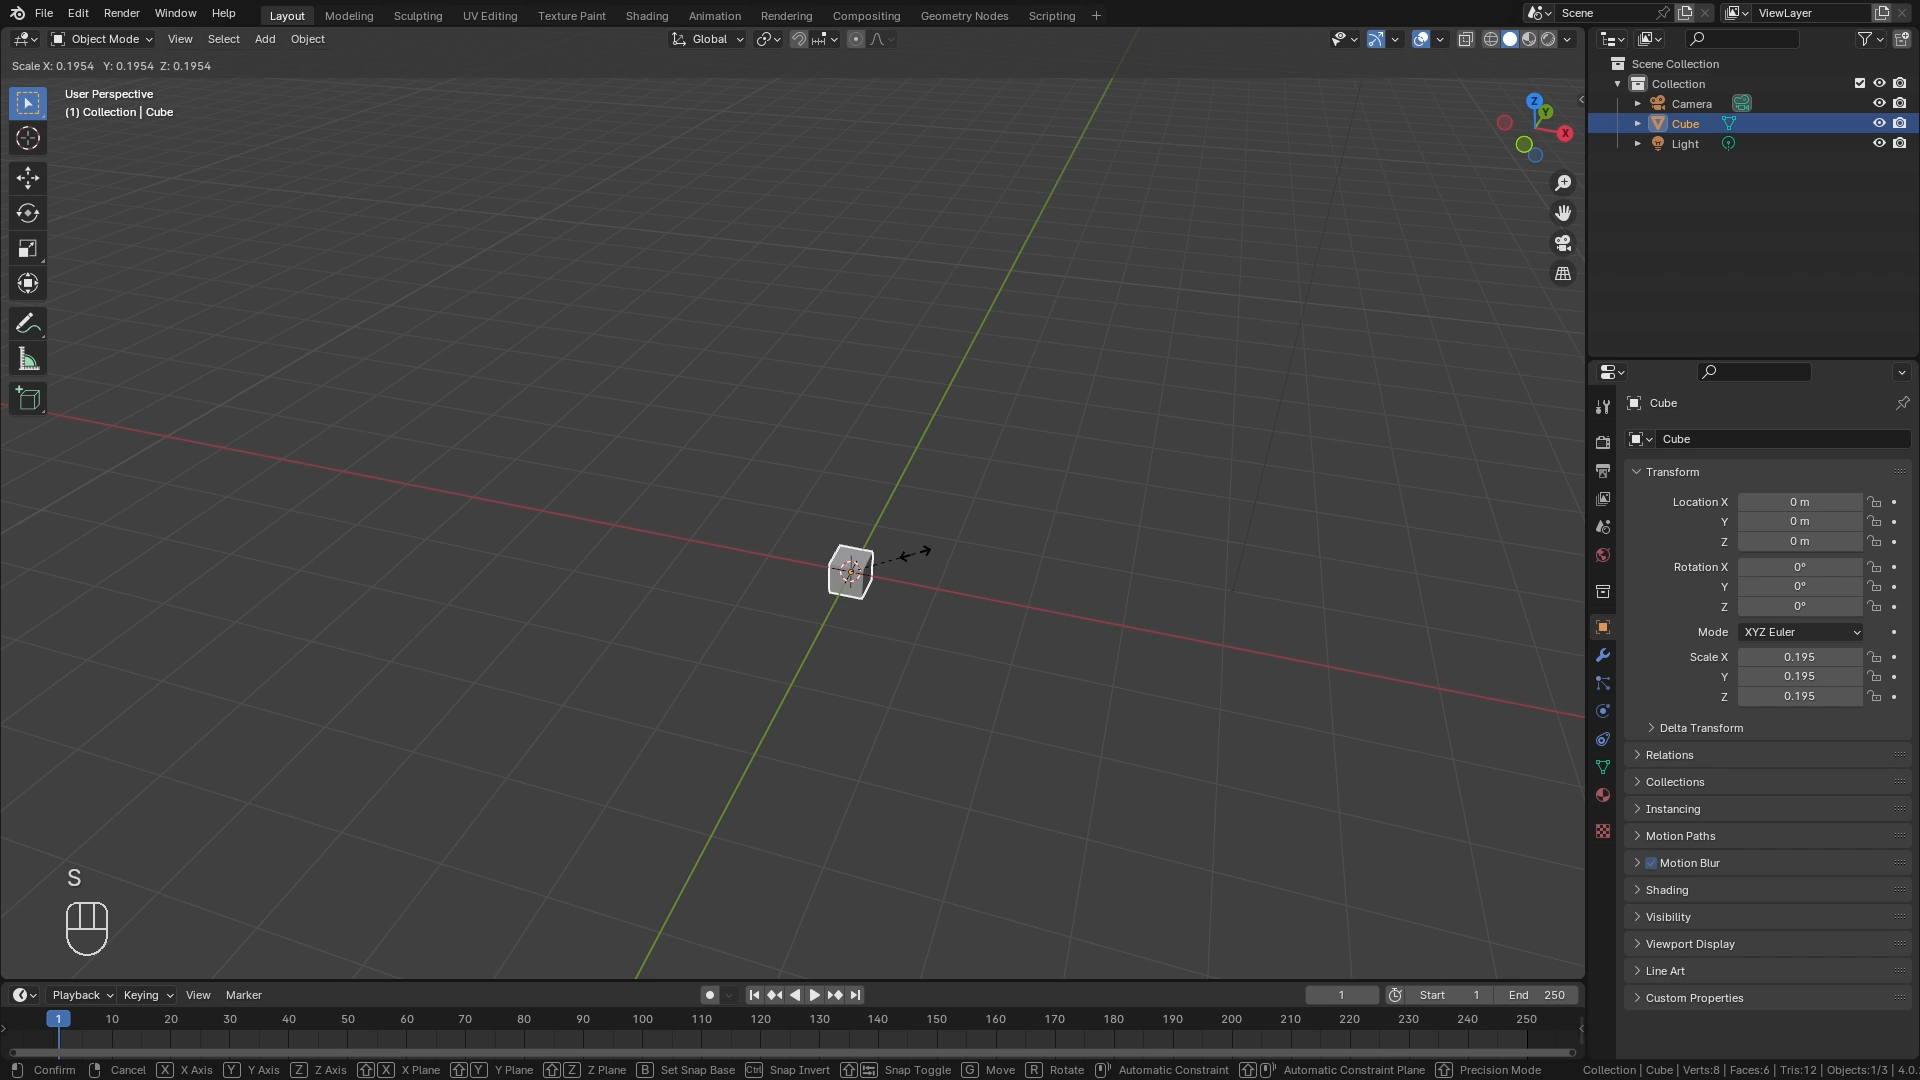 File Edit Render Window Help Layout Modeling Sculpting UV Editing Texture Paint Shading Animation Rendering Compositing Geometry Nodes Scripting + Scene ViewLayer
Object Mode View Select Add Object Global
Scale X: 0.1954 Y: 0.1954 Z: 0.1954
User Perspective
(1) Collection | Cube
Z
Y
X
Scene Collection
Collection
Camera
Cube
Light
Cube
Cube
Transform
Location X 0 m
Y 0 m
Z 0 m
Rotation X 0°
Y 0°
Z 0°
Mode XYZ Euler
Scale X 0.195
Y 0.195
Z 0.195
Delta Transform
Relations
Collections
Instancing
Motion Paths
Motion Blur
Shading
Visibility
Viewport Display
Line Art
Custom Properties
S
Playback Keying View Marker 1 Start 1 End 250
1 10 20 30 40 50 60 70 80 90 100 110 120 130 140 150 160 170 180 190 200 210 220 230 240 250
Confirm Cancel X X Axis Y Y Axis Z Z Axis X X Plane Y Y Plane Z Z Plane B Set Snap Base Ctrl Snap Invert Snap Toggle G Move R Rotate Automatic Constraint Automatic Constraint Plane Precision Mode Collection | Cube | Verts:8 | Faces:6 | Tris:12 | Objects:1/3 | 4.0.